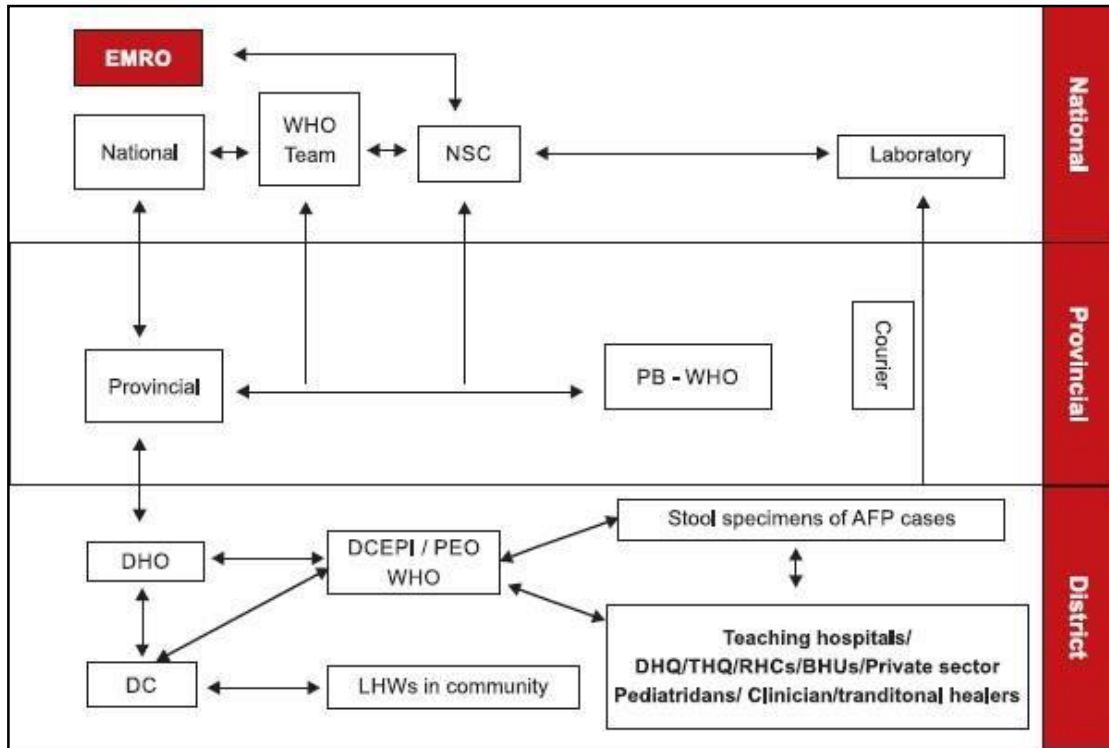 EMRO
National
WHO
Team
NSC
Laboratory
National
Provincial
PB - WHO
Courier
Provincial
Stool specimens of AFP cases
DHO
DCEPI / PEO
WHO
Teaching hospitals/
DHQ/THQ/RHCs/BHUs/Private sector
Pediatridans/ Clinician/tranditonal healers
DC
LHWs in community
District